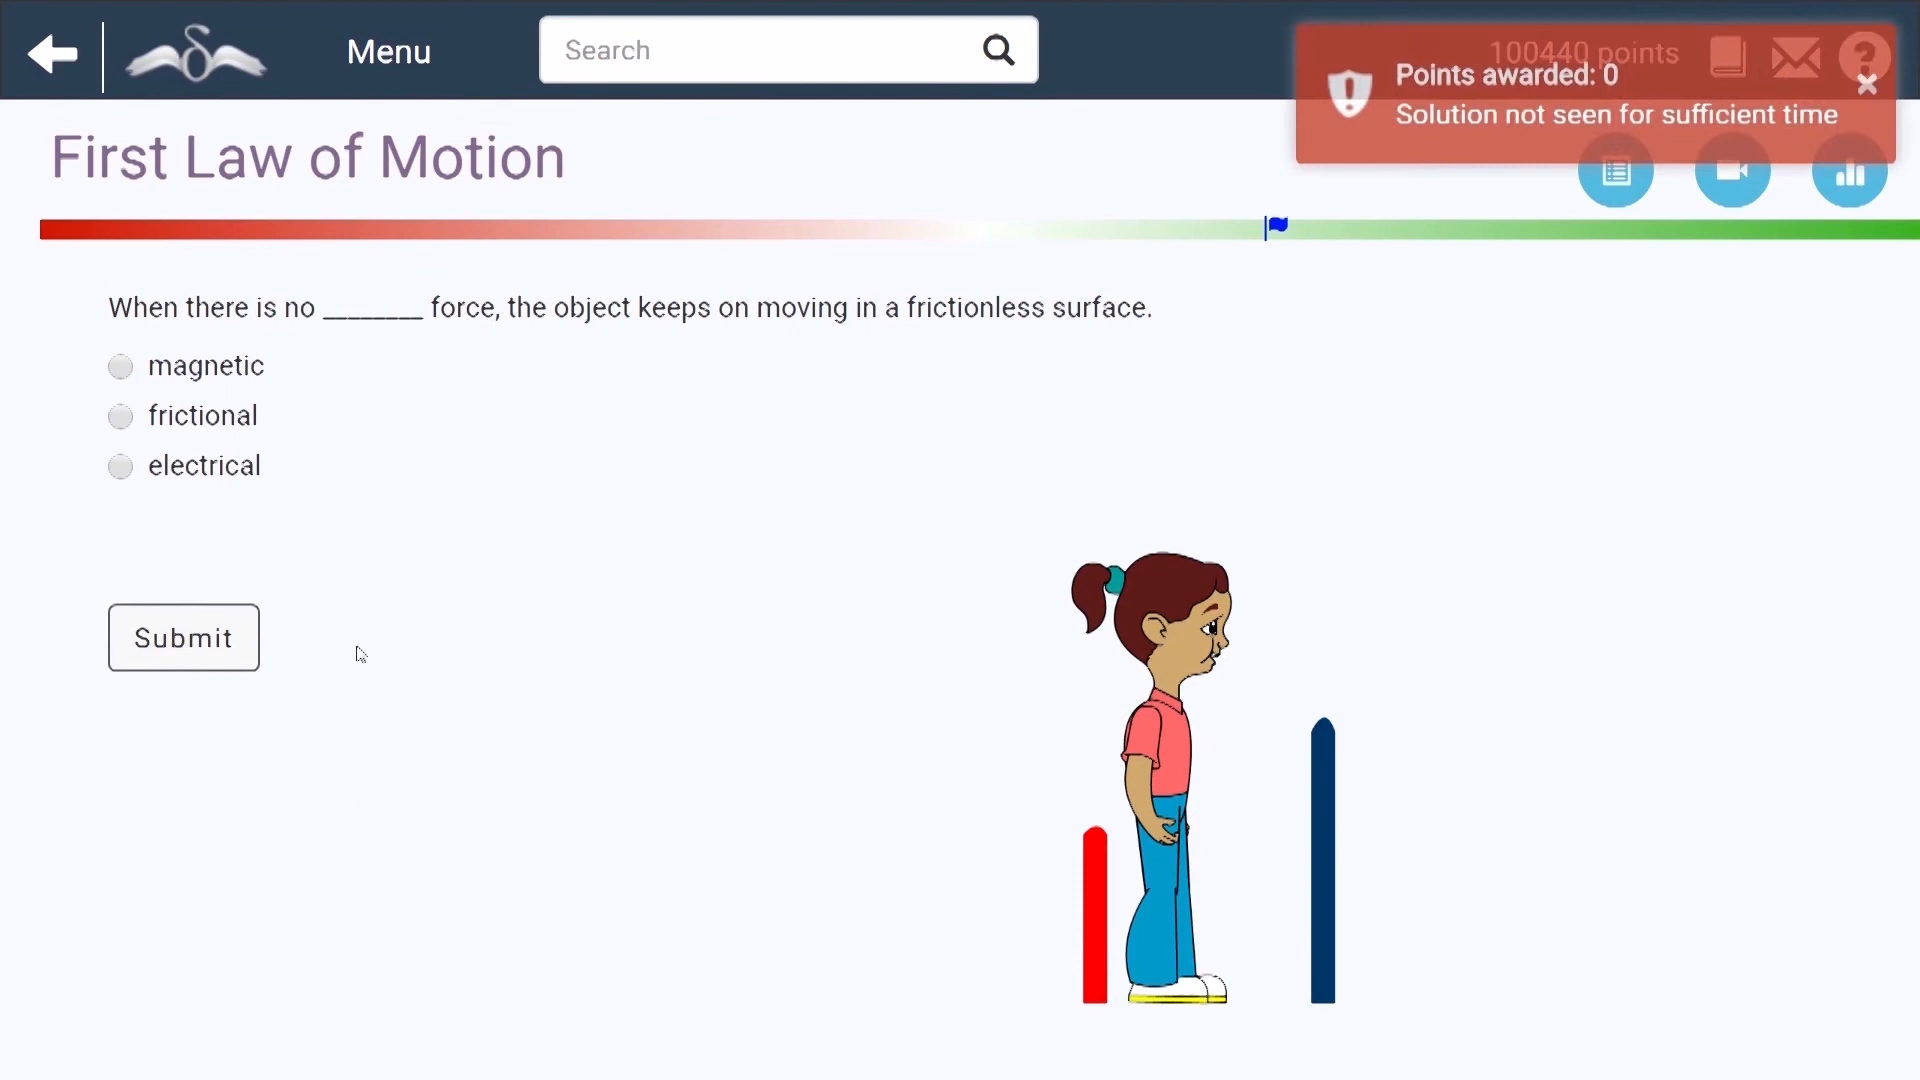 Menu
Search
100440 points
Points awarded: 0
Solution not seen for sufficient time
First Law of Motion
When there is no ________ force, the object keeps on moving in a frictionless surface.
magnetic
frictional
electrical
Submit